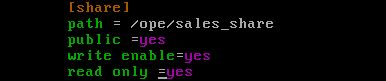 [share]
path = /ope/sales_share
public =yes
write enable=yes
read only =yes